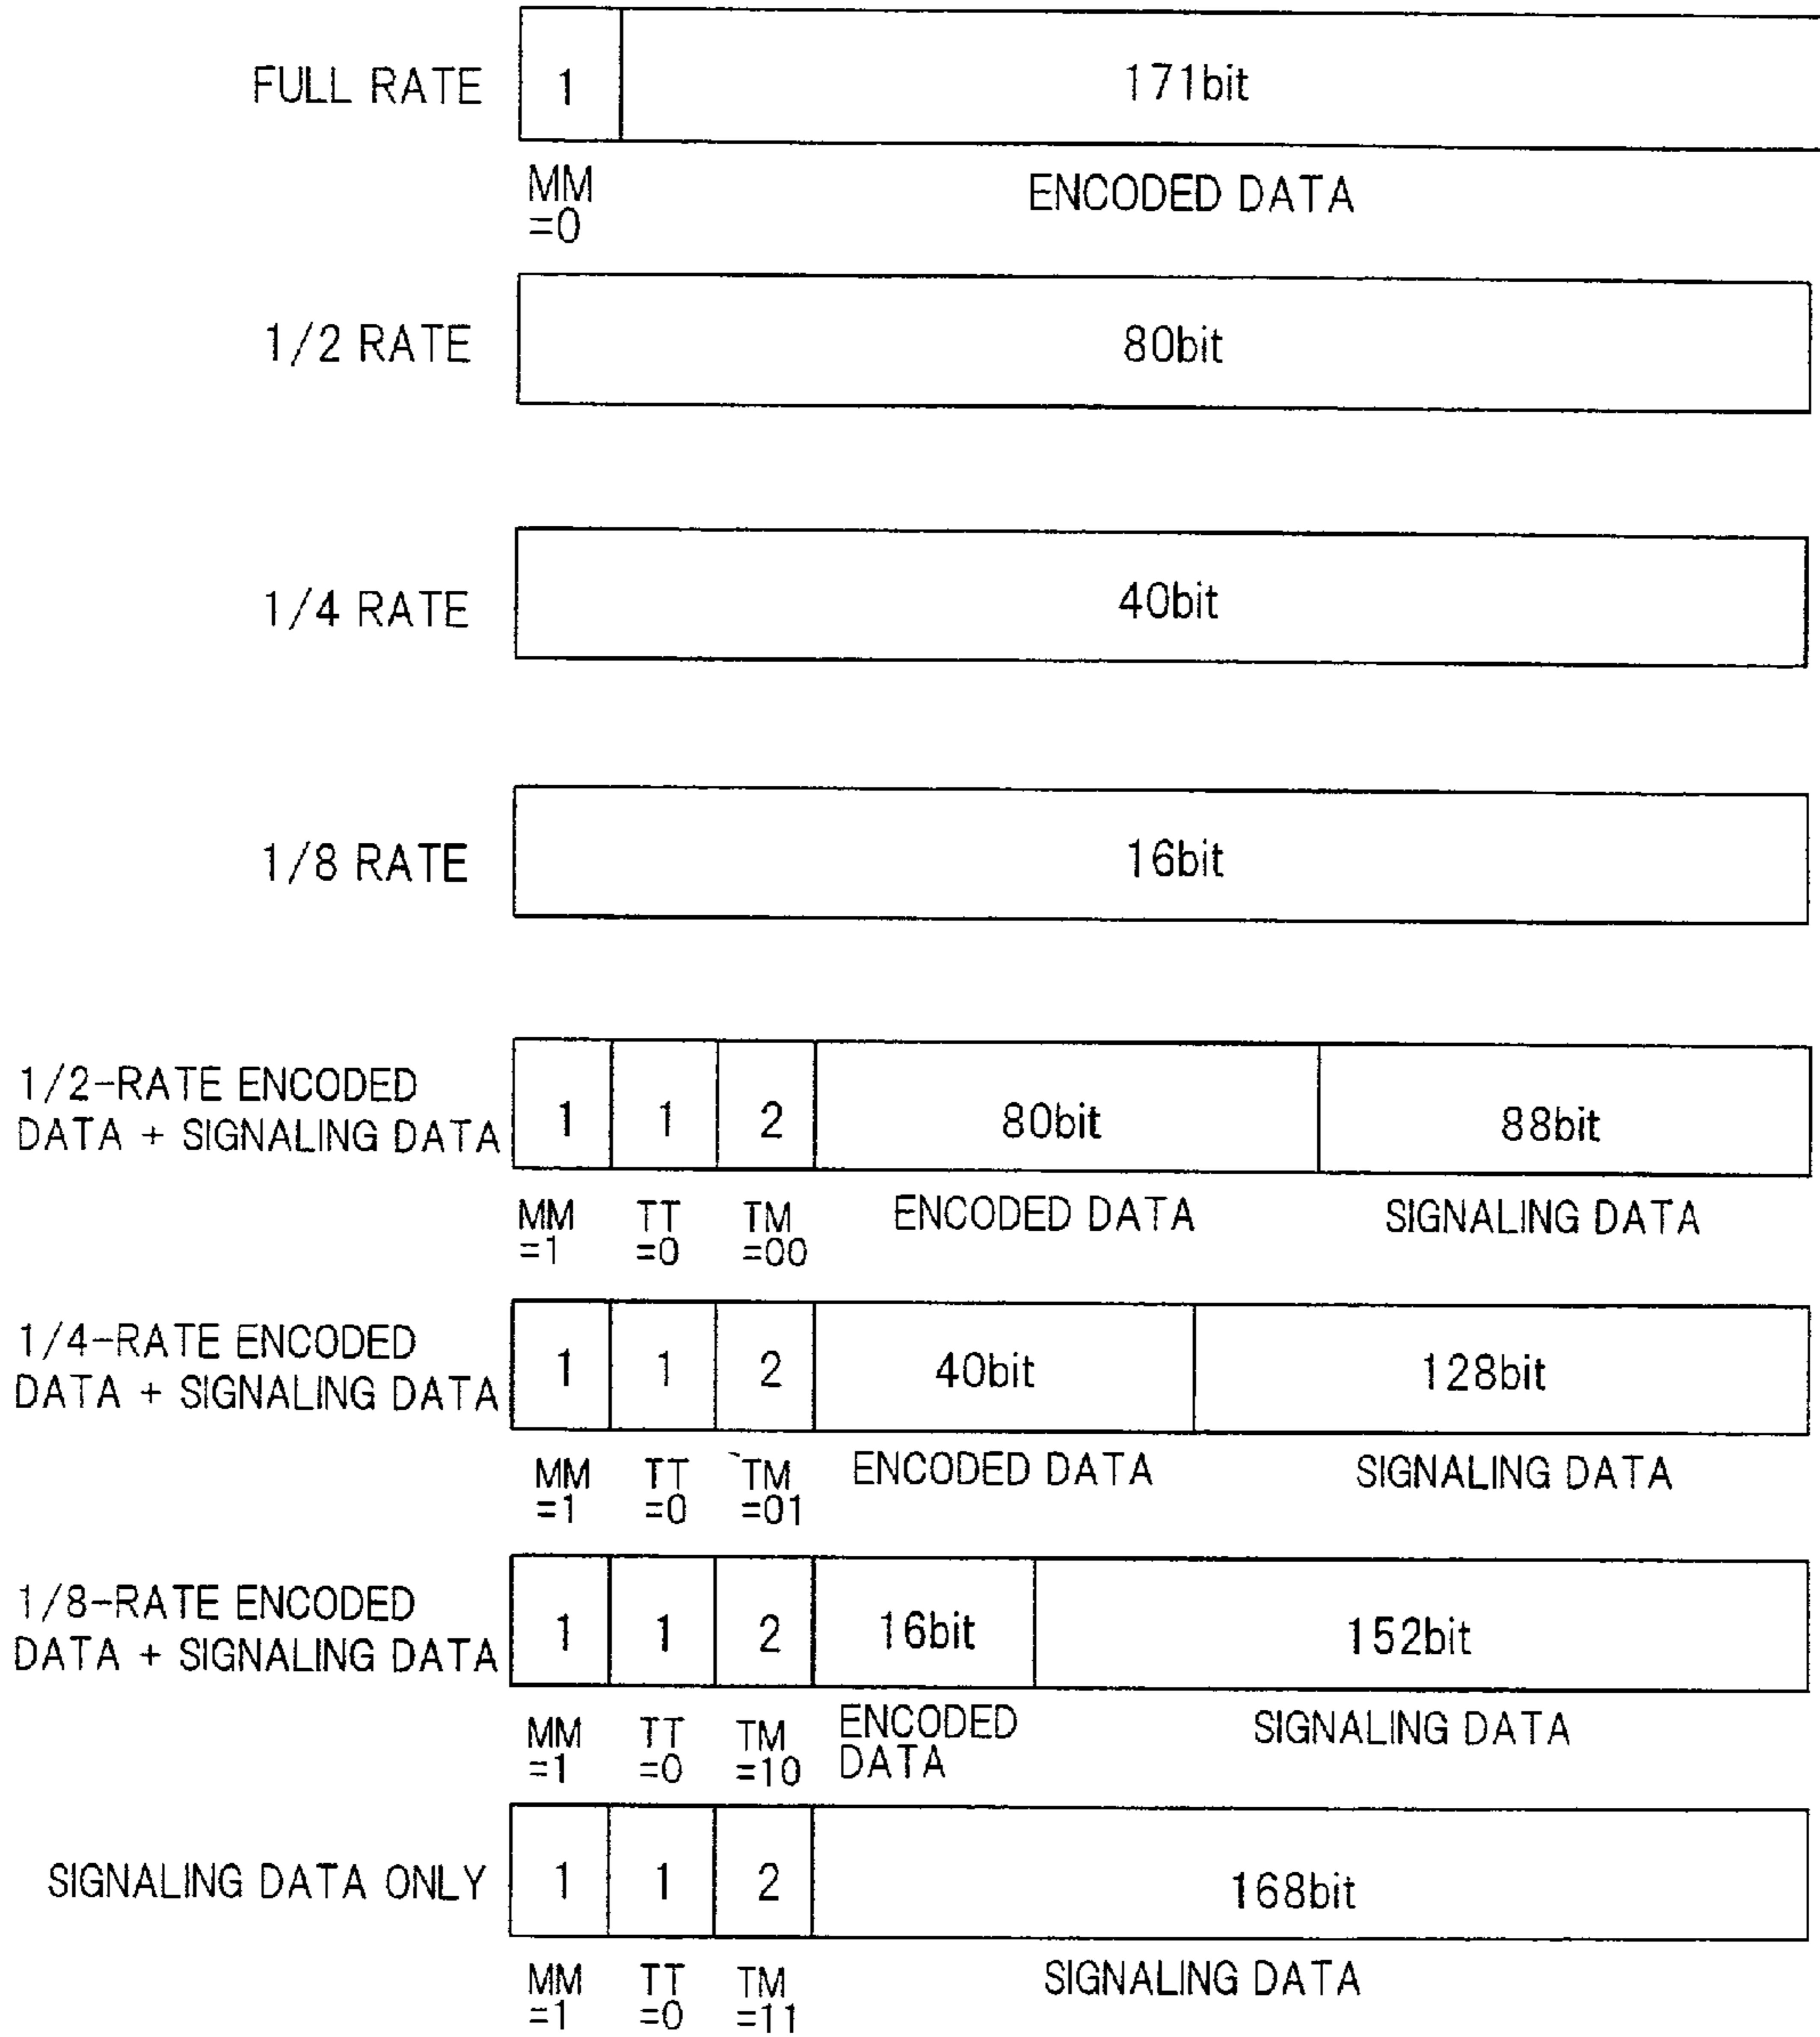 FULL RATE 1 171bit
MM =0 ENCODED DATA
1/2 RATE 80bit
1/4 RATE 40bit
1/8 RATE 16bit
1/2-RATE ENCODED
DATA + SIGNALING DATA
1 1 2 80bit 88bit
MM =1 TT =0 TM =00 ENCODED DATA SIGNALING DATA
1/4-RATE ENCODED
DATA + SIGNALING DATA
1 1 2 40bit 128bit
MM =1 TT =0 TM =01 ENCODED DATA SIGNALING DATA
1/8-RATE ENCODED
DATA + SIGNALING DATA
1 1 2 16bit 152bit
MM =1 TT =0 TM =10 ENCODED DATA SIGNALING DATA
SIGNALING DATA ONLY 1 1 2 168bit
MM =1 TT =0 TM =11 SIGNALING DATA